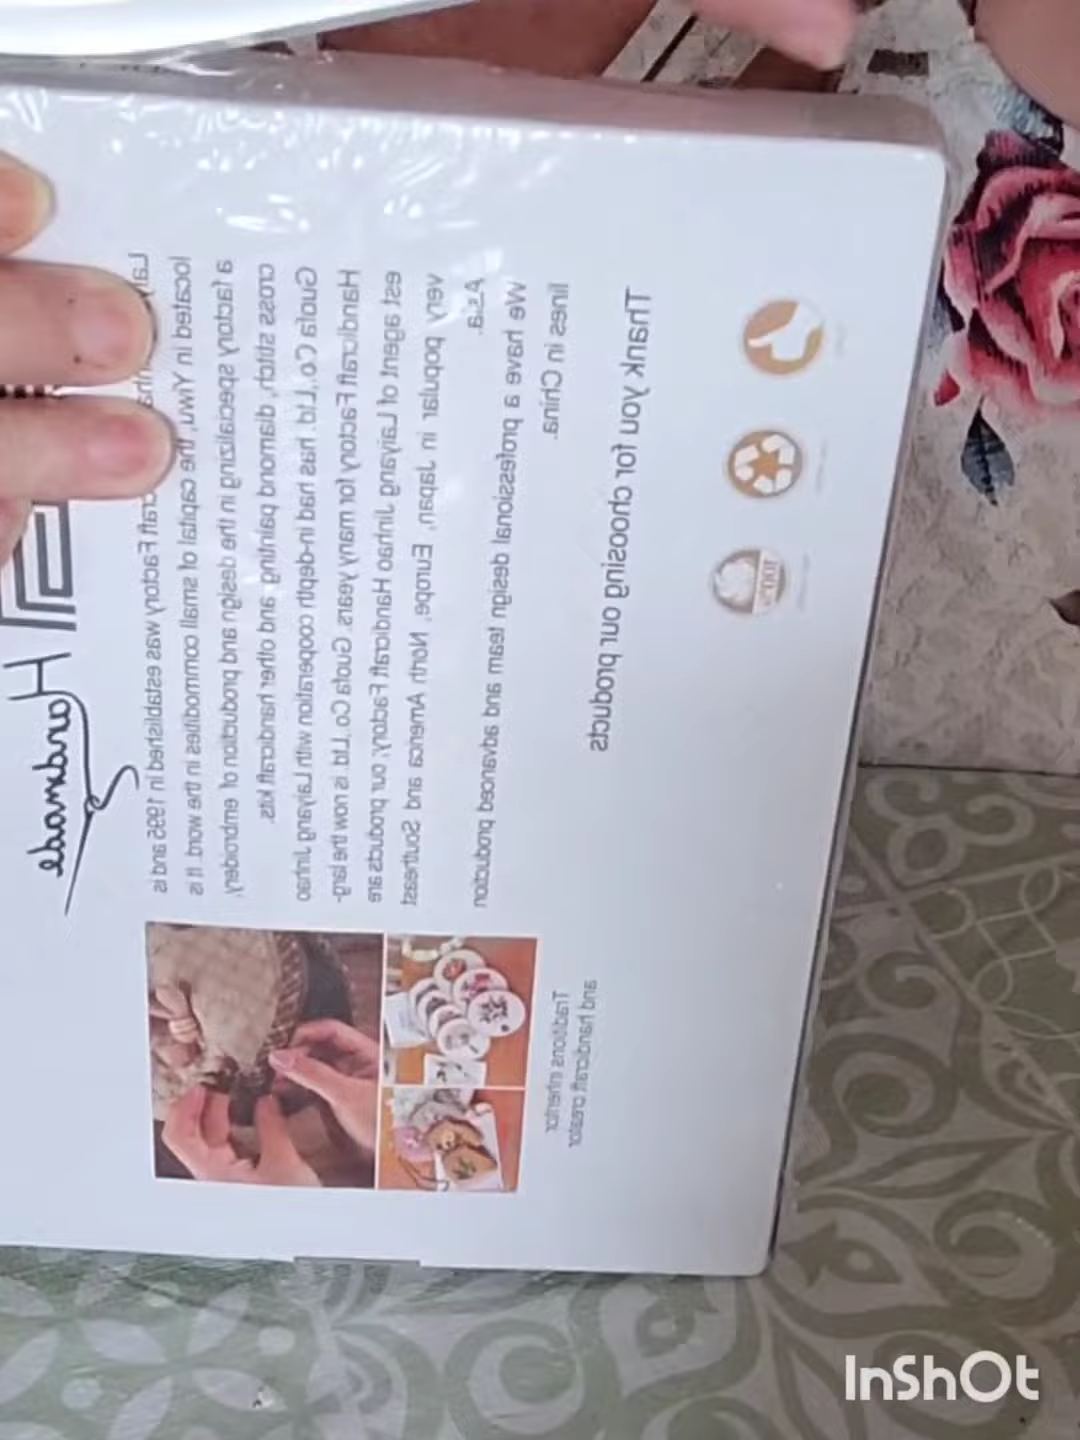 Handmade
Factory was established in 1995 and is
located in Yiwu, the capital of small commodities in the word. It is
a factory specializing in the design and production of embroidery,
cross stitch, diamond painting, and other handicraft kits.
Guofa Co.,Ltd. has had in-depth cooperation with Laiyang Jinhao
Handicraft Factory for many years. Guofa Co.,Ltd. is now the larg-
est agent of Laiyang Jinhao Handicraft Factory, our products are
very popular in Japan, Europe, North America and Southeast
Asia.
We have a professional design team and advanced production
lines in China.
Thank you for choosing our products
Traditions inheritor
and handicraft creator
100%
InShOt